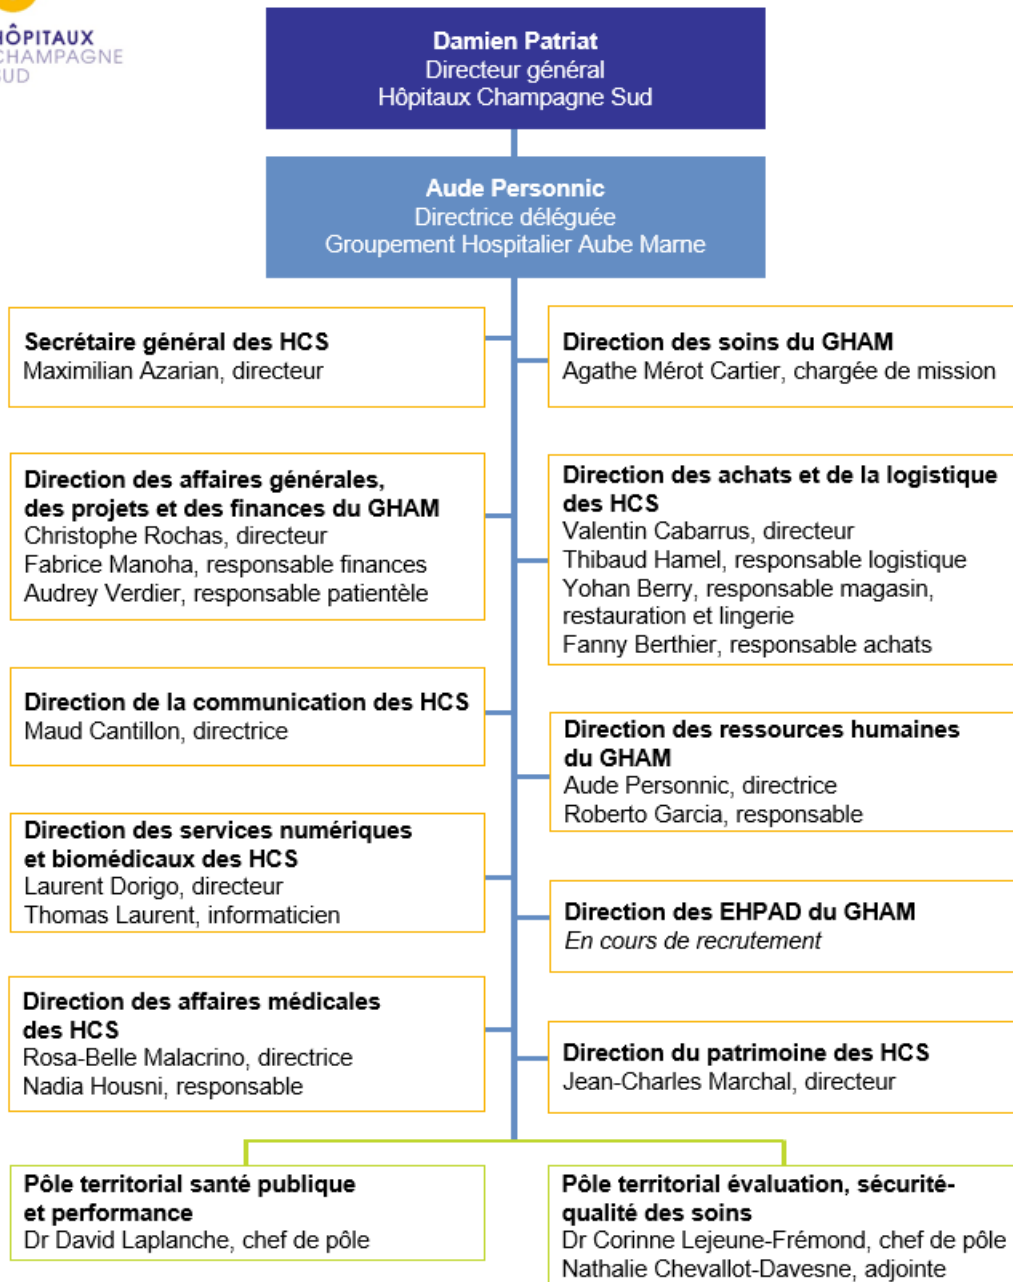 HÔPITAUX
CHAMPAGNE
SUD
Damien Patriat
Directeur général
Hôpitaux Champagne Sud
Aude Personnic
Directrice déléguée
Groupement Hospitalier Aube Marne
Secrétaire général des HCS
Maximilian Azarian, directeur
Direction des soins du GHAM
Agathe Mérot Cartier, chargée de mission
Direction des affaires générales,
des projets et des finances du GHAM
Christophe Rochas, directeur
Fabrice Manoha, responsable finances
Audrey Verdier, responsable patientèle
Direction des achats et de la logistique
des HCS
Valentin Cabarrus, directeur
Thibaud Hamel, responsable logistique
Yohan Berry, responsable magasin,
restauration et lingerie
Fanny Berthier, responsable achats
Direction de la communication des HCS
Maud Cantillon, directrice
Direction des ressources humaines
du GHAM
Aude Personnic, directrice
Roberto Garcia, responsable
Direction des services numériques
et biomédicaux des HCS
Laurent Dorigo, directeur
Thomas Laurent, informaticien
Direction des EHPAD du GHAM
En cours de recrutement
Direction des affaires médicales
des HCS
Rosa-Belle Malacrino, directrice
Nadia Housni, responsable
Direction du patrimoine des HCS
Jean-Charles Marchal, directeur
Pôle territorial santé publique
et performance
Dr David Laplanche, chef de pôle
Pôle territorial évaluation, sécurité-
qualité des soins
Dr Corinne Lejeune-Frémond, chef de pôle
Nathalie Chevallot-Davesne, adjointe